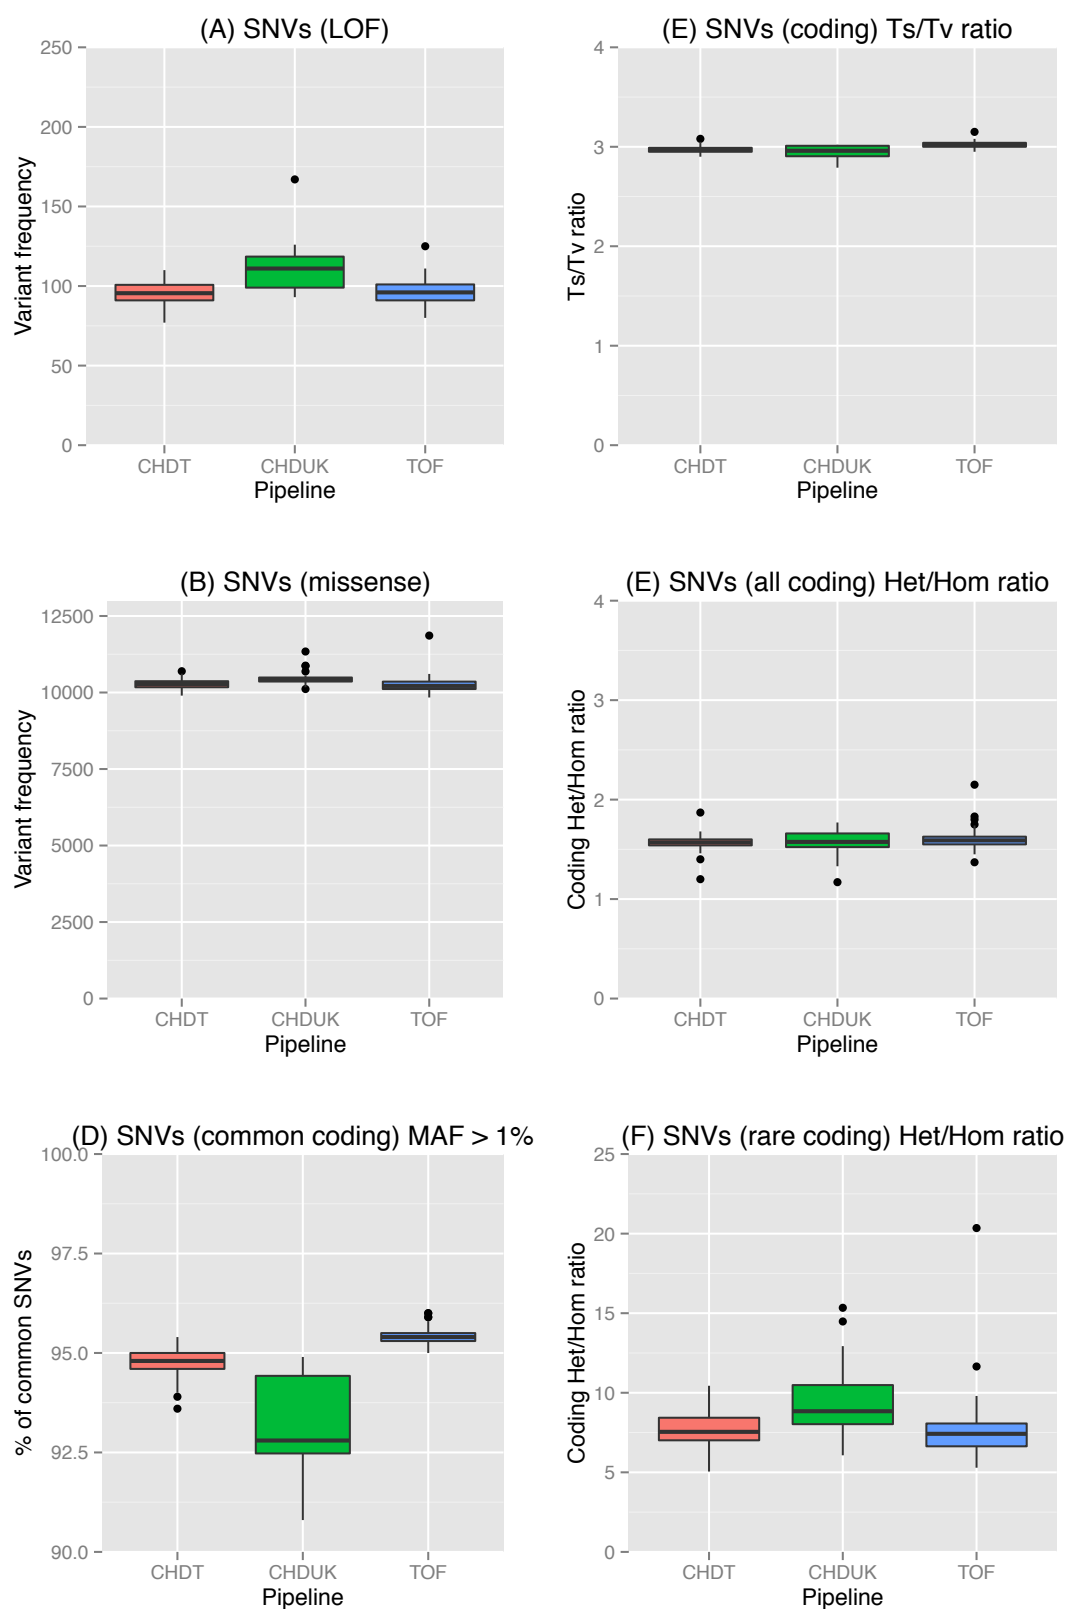 (A) SNVs (LOF)
250
200
150
100
50
0
Variant frequency
CHDT CHDUK TOF
Pipeline
(E) SNVs (coding) Ts/Tv ratio
4
3
2
1
0
Ts/Tv ratio
CHDT CHDUK TOF
Pipeline
(B) SNVs (missense)
12500
10000
7500
5000
2500
0
Variant frequency
CHDT CHDUK TOF
Pipeline
(E) SNVs (all coding) Het/Hom ratio
4
3
2
1
0
Coding Het/Hom ratio
CHDT CHDUK TOF
Pipeline
(D) SNVs (common coding) MAF > 1%
100.0
97.5
95.0
92.5
90.0
% of common SNVs
CHDT CHDUK TOF
Pipeline
(F) SNVs (rare coding) Het/Hom ratio
25
20
15
10
5
0
Coding Het/Hom ratio
CHDT CHDUK TOF
Pipeline